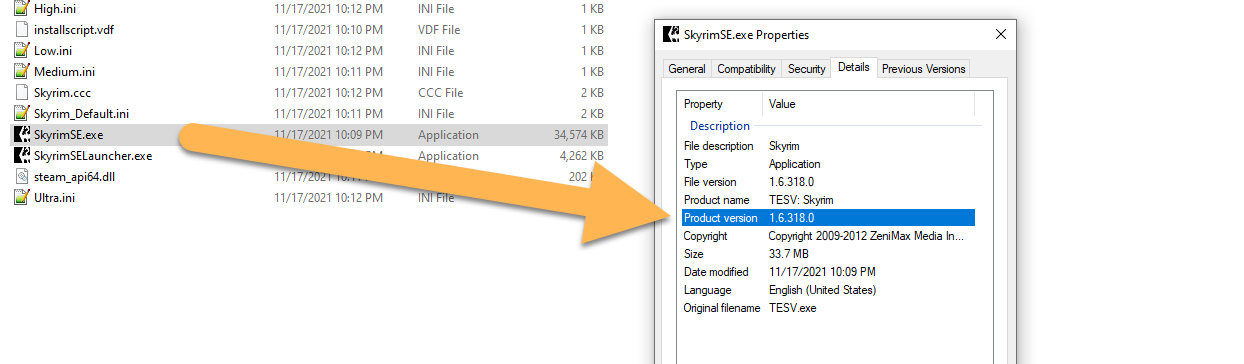 High.ini 11/17/2021 10:12 PM INI File 1 KB
installscript.vdf 11/17/2021 10:13 PM VDF File 1 KB
Low.ini 11/17/2021 10:12 PM INI File 1 KB
Medium.ini 11/17/2021 10:11 PM INI File 1 KB
Skyrim.ccc 11/17/2021 10:12 PM CCC File 2 KB
Skyrim_Default.ini 11/17/2021 10:11 PM INI File 2 KB
SkyrimSE.exe 11/17/2021 10:09 PM Application 34,574 KB
SkyrimSELauncher.exe PM Application 4,262 KB
steam_api64.dll 11/17/2021 10:11 PM 202
Ultra.ini 11/17/2021 10:12 PM INI File
SkyrimSE.exe Properties
General Compatibility Security Details Previous Versions
Property Value
Description
File description Skyrim
Type Application
File version 1.6.318.0
Product name TESV: Skyrim
Product version 1.6.318.0
Copyright Copyright 2009-2012 ZeniMax Media In...
Size 33.7 MB
Date modified 11/17/2021 10:09 PM
Language English (United States)
Original filename TESV.exe